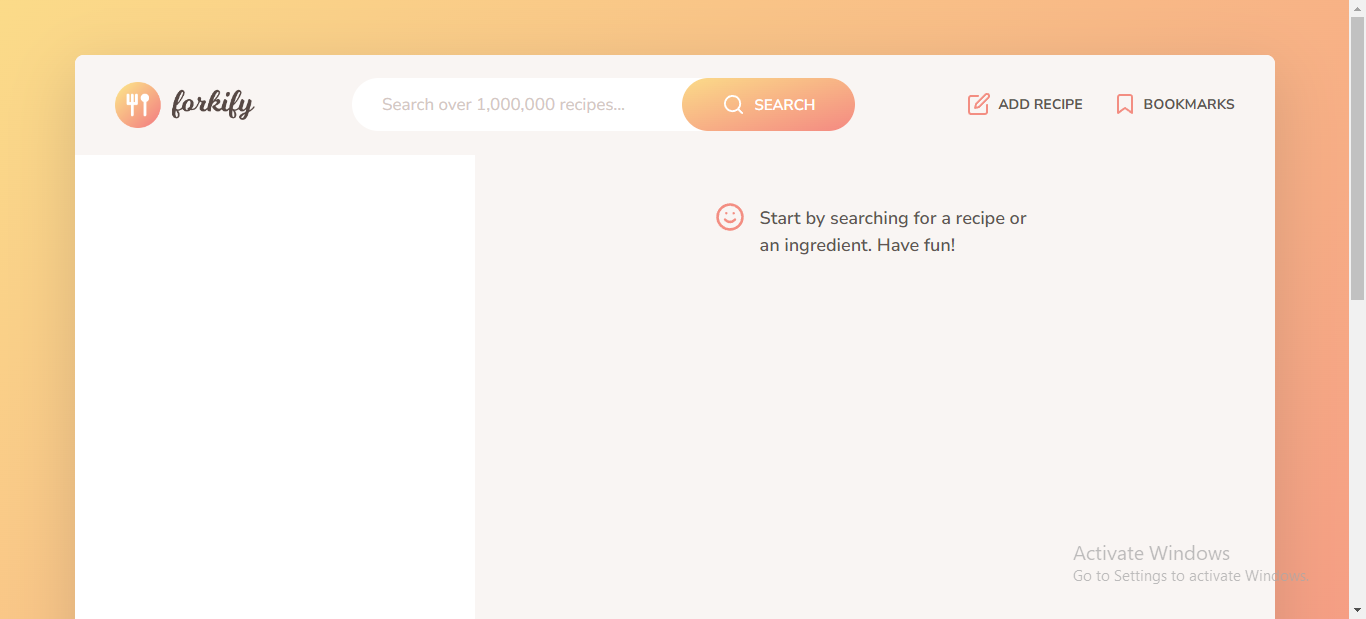 forkify
Search over 1,000,000 recipes...
SEARCH
ADD RECIPE
BOOKMARKS
Start by searching for a recipe or
an ingredient. Have fun!
Activate Windows
Go to Settings to activate Windows.